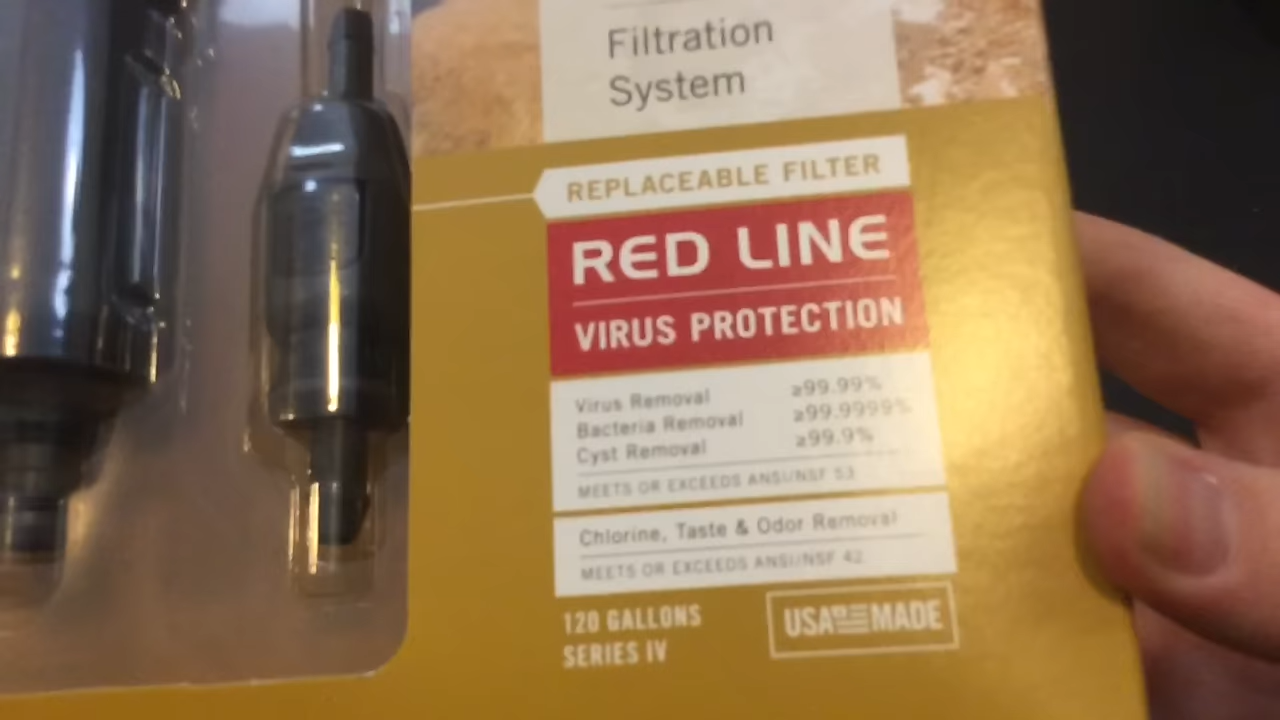 Filtration
System
REPLACEABLE FILTER
RED LINE
VIRUS PROTECTION
Virus Removal ≥99.99%
Bacteria Removal ≥99.9999%
Cyst Removal ≥99.9%
MEETS OR EXCEEDS ANSI/NSF 53
Chlorine, Taste & Odor Removal
MEETS OR EXCEEDS ANSI/NSF 42
120 GALLONS
SERIES IV
USA MADE